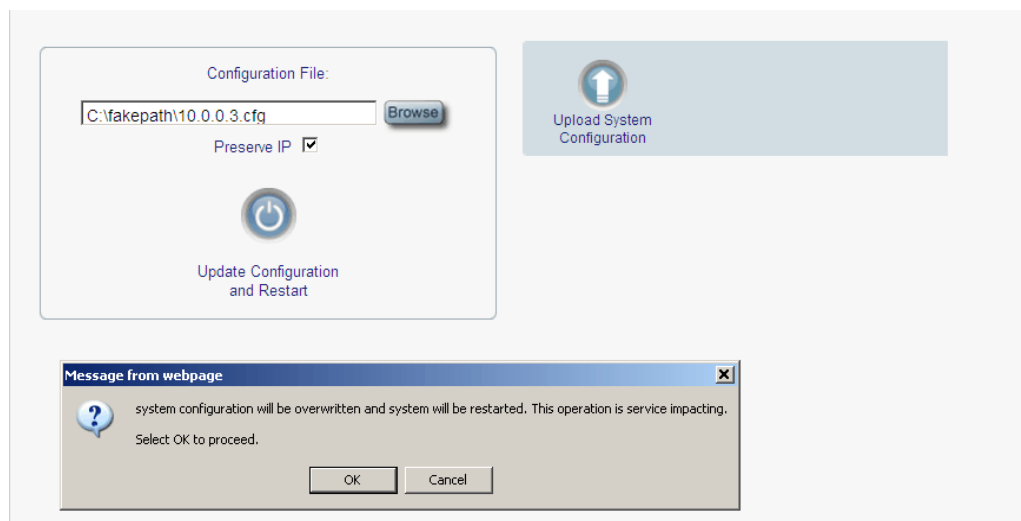 Configuration File:
C:\fakepath\10.0.0.3.cfg
Browse
Preserve IP
Update Configuration
and Restart
Upload System
Configuration
Message from webpage
system configuration will be overwritten and system will be restarted. This operation is service impacting.
Select OK to proceed.
OK
Cancel